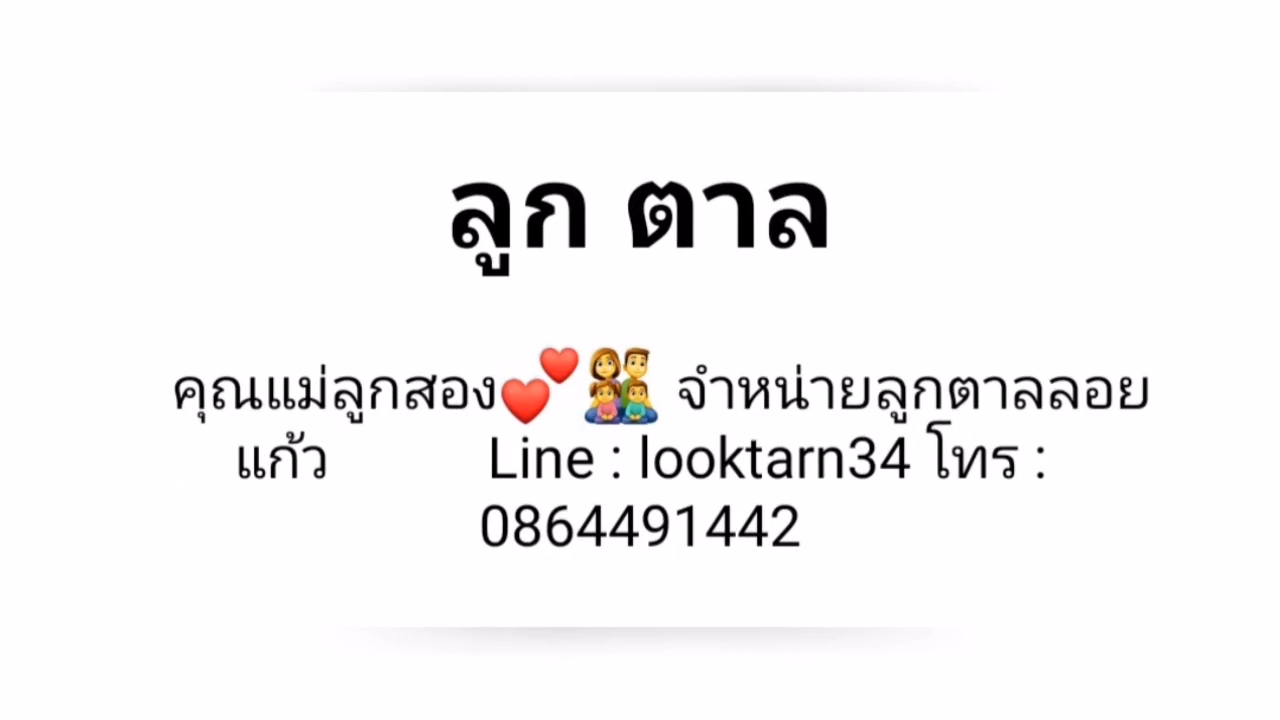 ลูก ตาล
คุณแม่ลูกสอง💕👨‍👩‍👧‍👦 จำหน่ายลูกตาลลอย
แก้ว Line : looktarn34 โทร :
0864491442